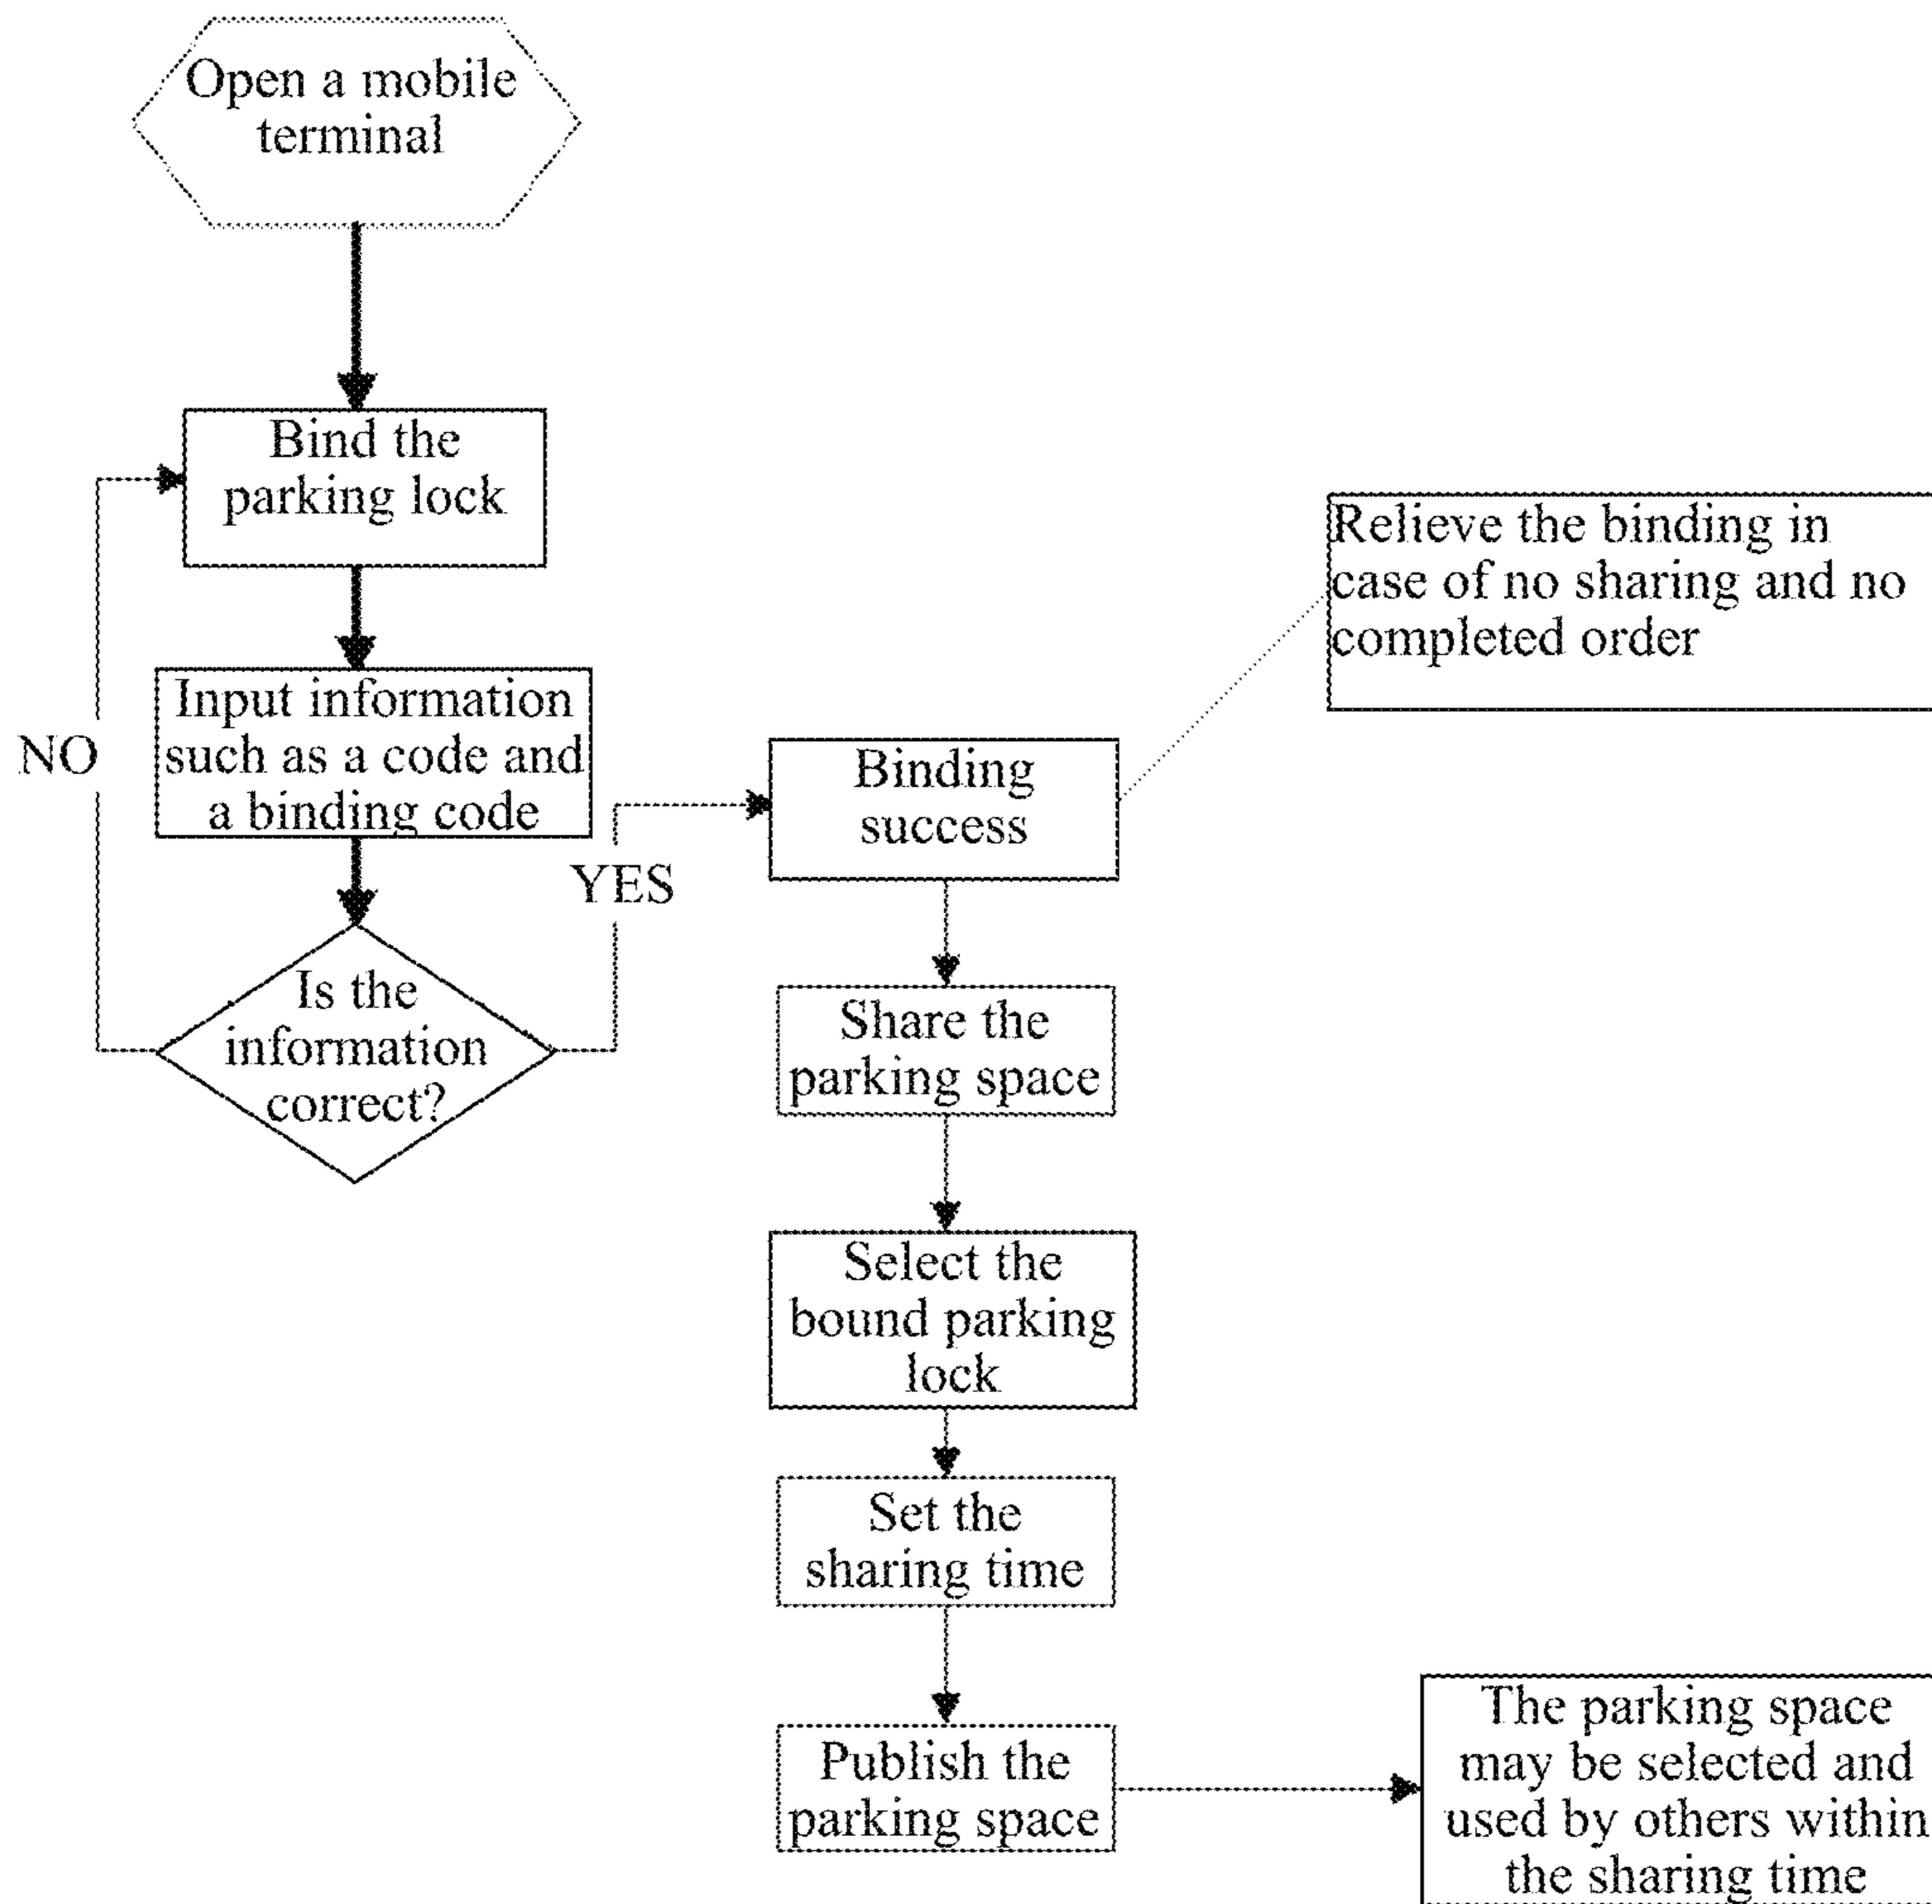 Open a mobile
terminal
Bind the
parking lock
Input information
such as a code and
a binding code
NO
Is the
information
correct?
YES
Binding
success
Relieve the binding in
case of no sharing and no
completed order
Share the
parking space
Select the
bound parking
lock
Set the
sharing time
Publish the
parking space
The parking space
may be selected and
used by others within
the sharing time